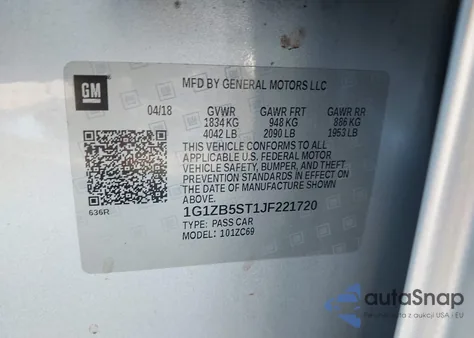 GM
MFD BY GENERAL MOTORS LLC
04/18 GVWR GAWR FRT GAWR RR
1834 KG 948 KG 886 KG
4042 LB 2090 LB 1953 LB
THIS VEHICLE CONFORMS TO ALL
APPLICABLE U.S. FEDERAL MOTOR
VEHICLE SAFETY, BUMPER, AND THEFT
PREVENTION STANDARDS IN EFFECT ON
THE DATE OF MANUFACTURE SHOWN
ABOVE.
636R
1G1ZB5ST1JF221720
TYPE: PASS CAR
MODEL: 101ZC69
autoSnap